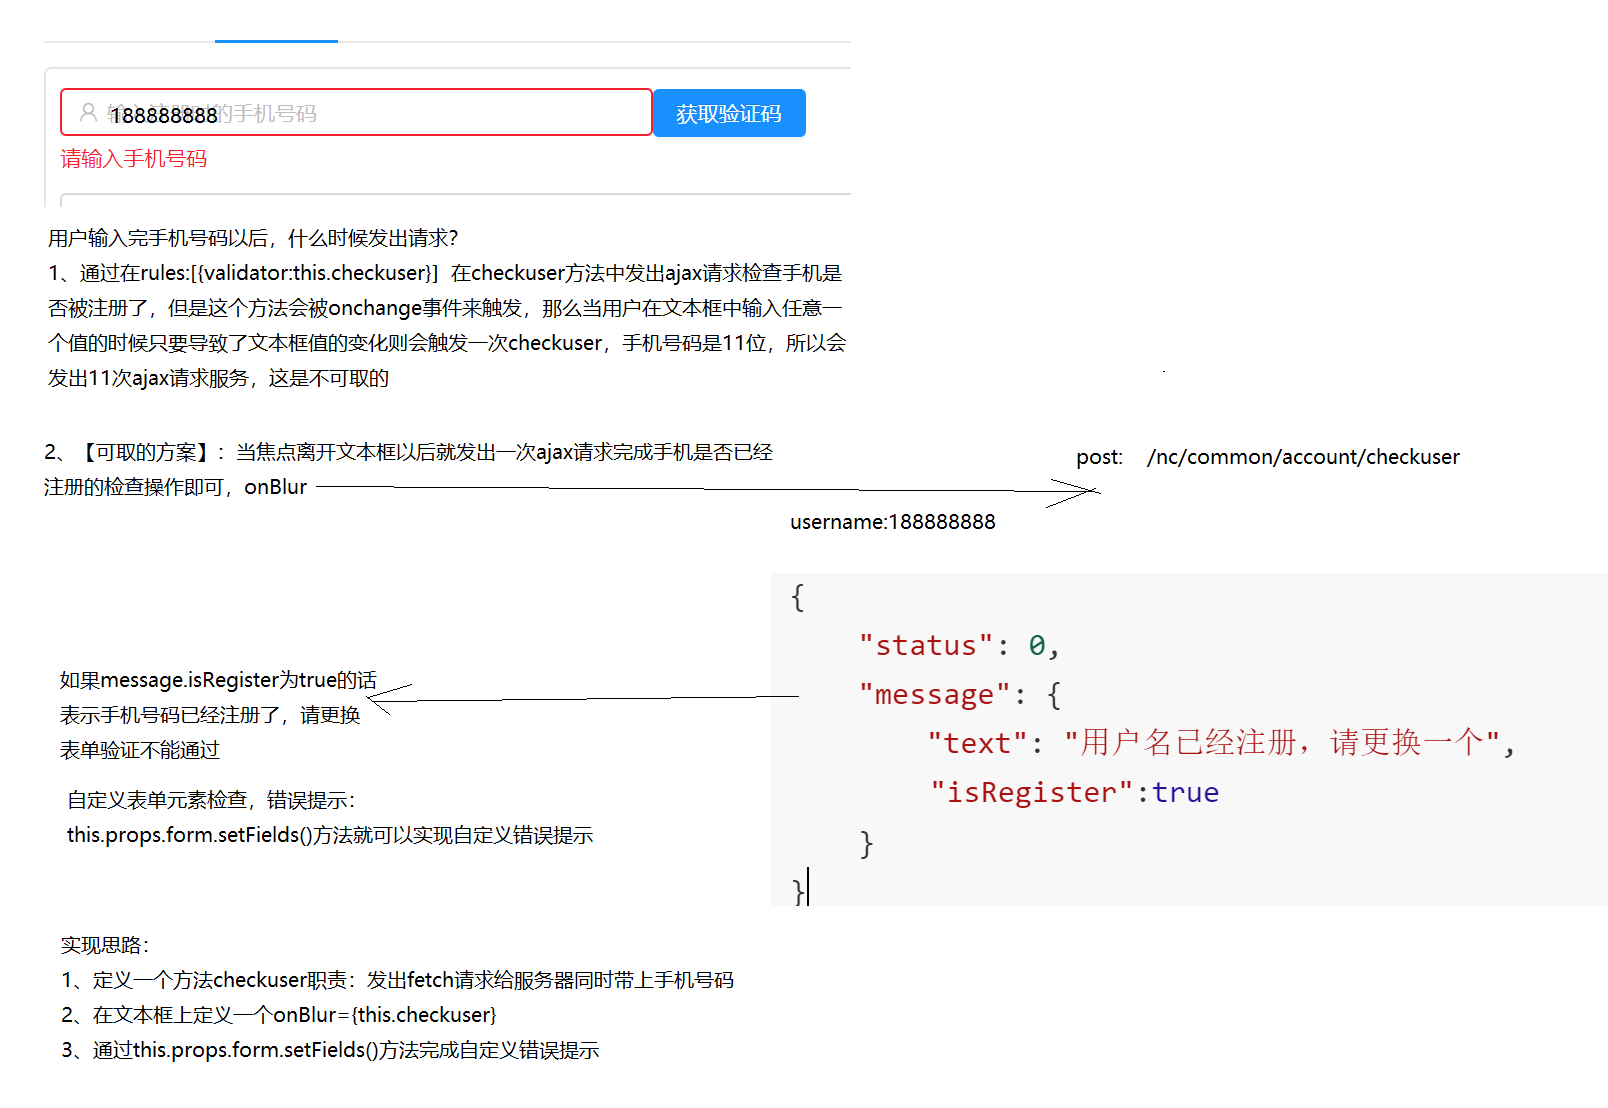 输入注册时的手机号码
188888888
获取验证码
请输入手机号码
用户输入完手机号码以后，什么时候发出请求？
1、通过在rules:[{validator:this.checkuser}] 在checkuser方法中发出ajax请求检查手机是
否被注册了，但是这个方法会被onchange事件来触发，那么当用户在文本框中输入任意一
个值的时候只要导致了文本框值的变化则会触发一次checkuser，手机号码是11位，所以会
发出11次ajax请求服务，这是不可取的
2、【可取的方案】：当焦点离开文本框以后就发出一次ajax请求完成手机是否已经
注册的检查操作即可，onBlur
post: /nc/common/account/checkuser
username:188888888
{
"status": 0,
"message": {
"text": "用户名已经注册，请更换一个",
"isRegister":true
}
}
如果message.isRegister为true的话
表示手机号码已经注册了，请更换
表单验证不能通过
自定义表单元素检查，错误提示：
this.props.form.setFields()方法就可以实现自定义错误提示
实现思路：
1、定义一个方法checkuser职责：发出fetch请求给服务器同时带上手机号码
2、在文本框上定义一个onBlur={this.checkuser}
3、通过this.props.form.setFields()方法完成自定义错误提示